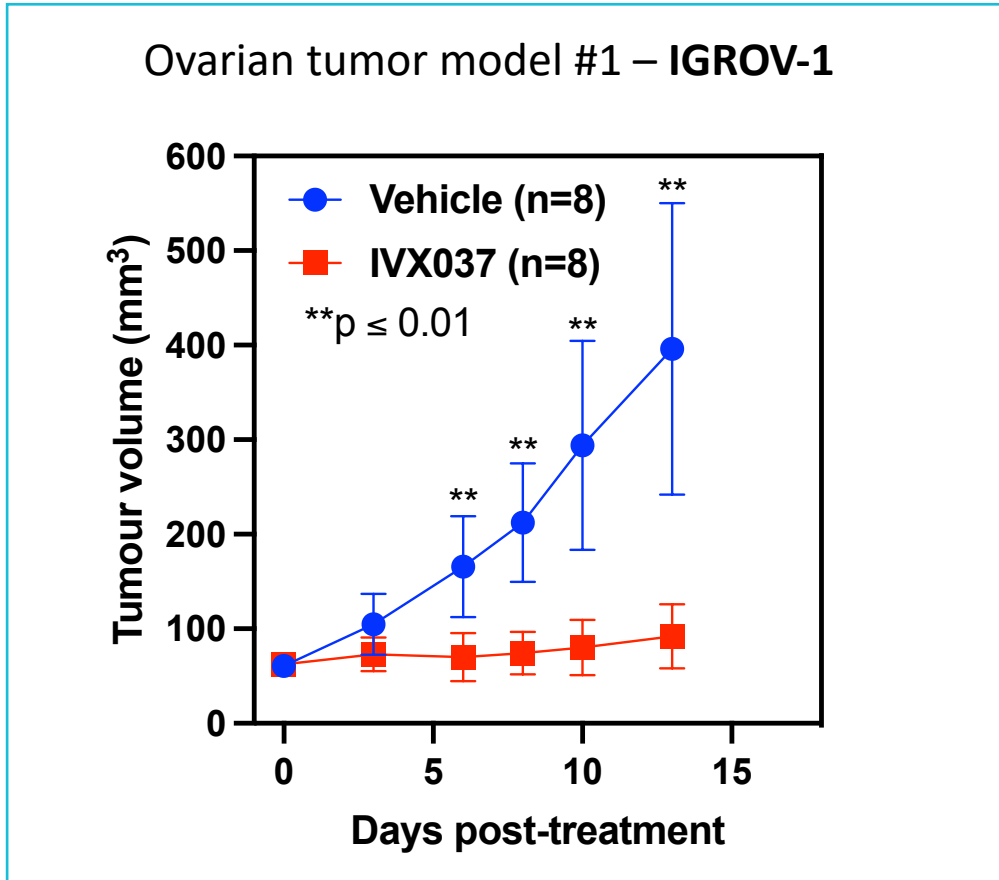 Ovarian tumor model #1 – IGROV-1
600
500
400
300
200
100
0
Tumour volume (mm³)
Vehicle (n=8)
IVX037 (n=8)
**p ≤ 0.01
**
**
**
**
0
5
10
15
Days post-treatment